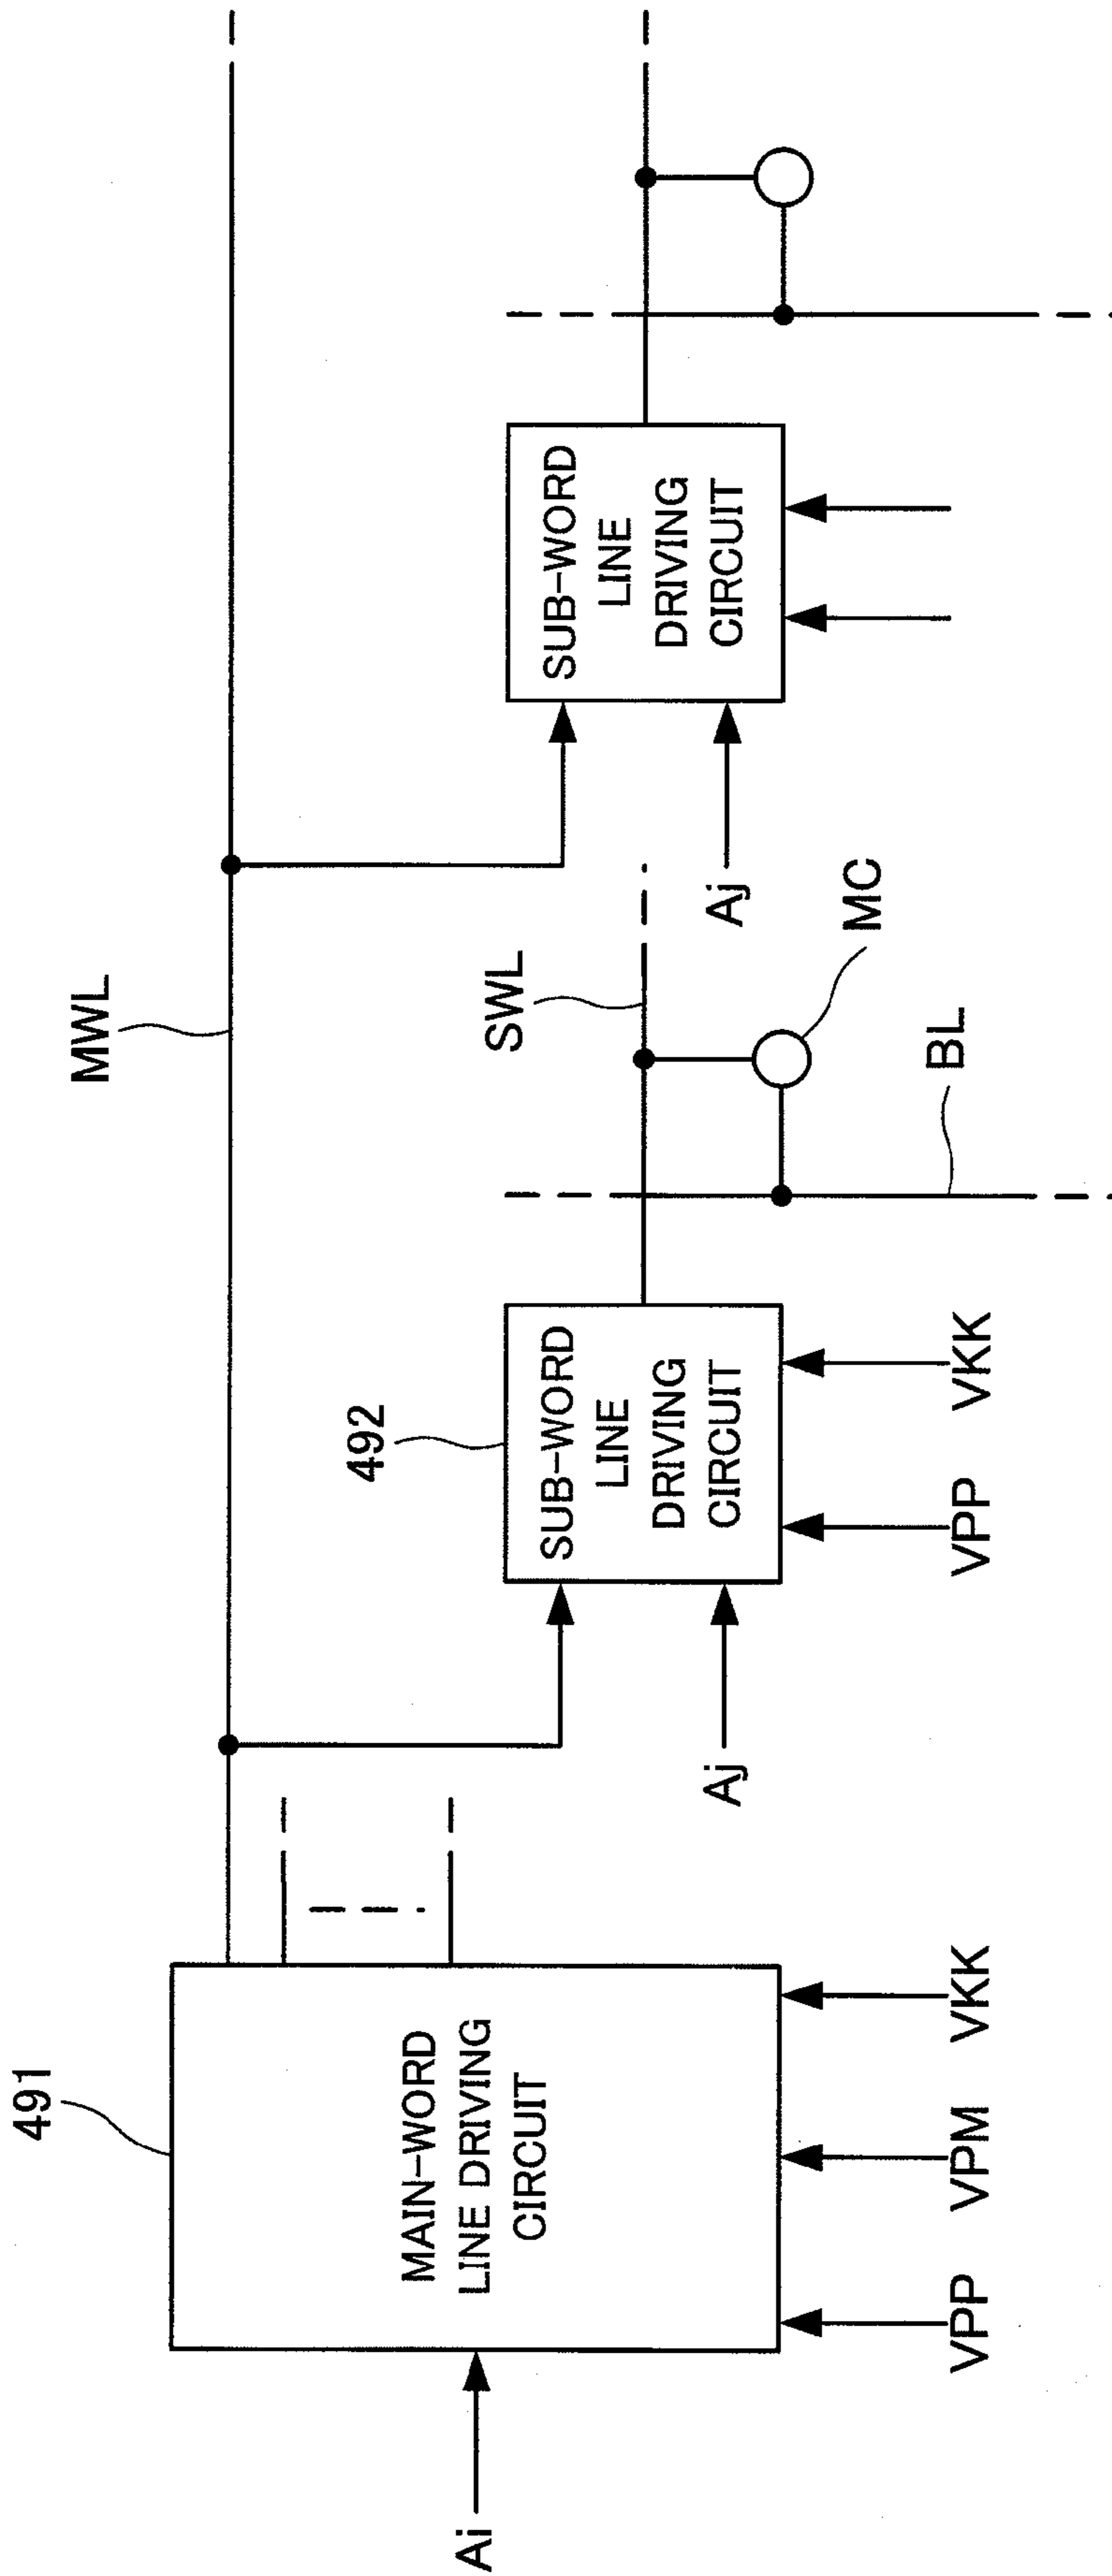 491
MAIN-WORD
LINE DRIVING
CIRCUIT
Ai
VPP
VPM
VKK
MWL
492
SUB-WORD
LINE
DRIVING
CIRCUIT
Aj
VPP
VKK
SWL
MC
BL
SUB-WORD
LINE
DRIVING
CIRCUIT
Aj